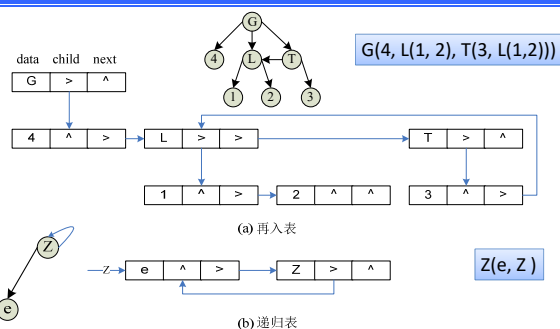 G
4 L T
1 2 3
G(4, L(1, 2), T(3, L(1,2)))
data child next
G > ^
4 ^ > L > > T > ^
1 ^ > 2 ^ ^ 3 ^ >
(a) 再入表
Z
e
Z e ^ > Z > ^
Z(e, Z )
(b) 递归表